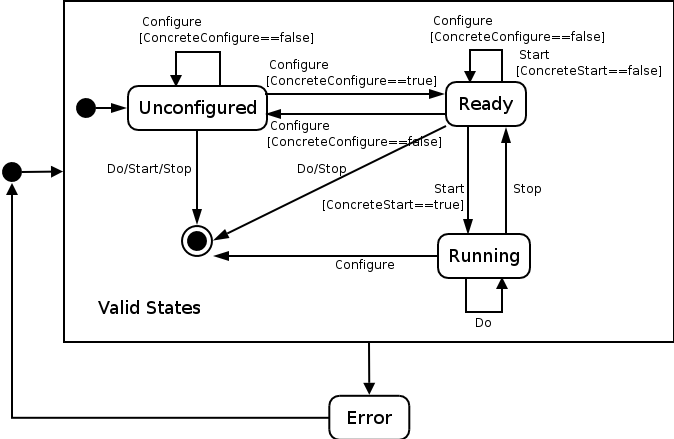 Configure
[ConcreteConfigure==false]
Configure
[ConcreteConfigure==false]
Start
[ConcreteStart==false]
Configure
[ConcreteConfigure==true]
Unconfigured
Ready
Configure
[ConcreteConfigure==false]
Do/Start/Stop
Do/Stop
Start
[ConcreteStart==true]
Stop
Running
Configure
Valid States
Do
Error